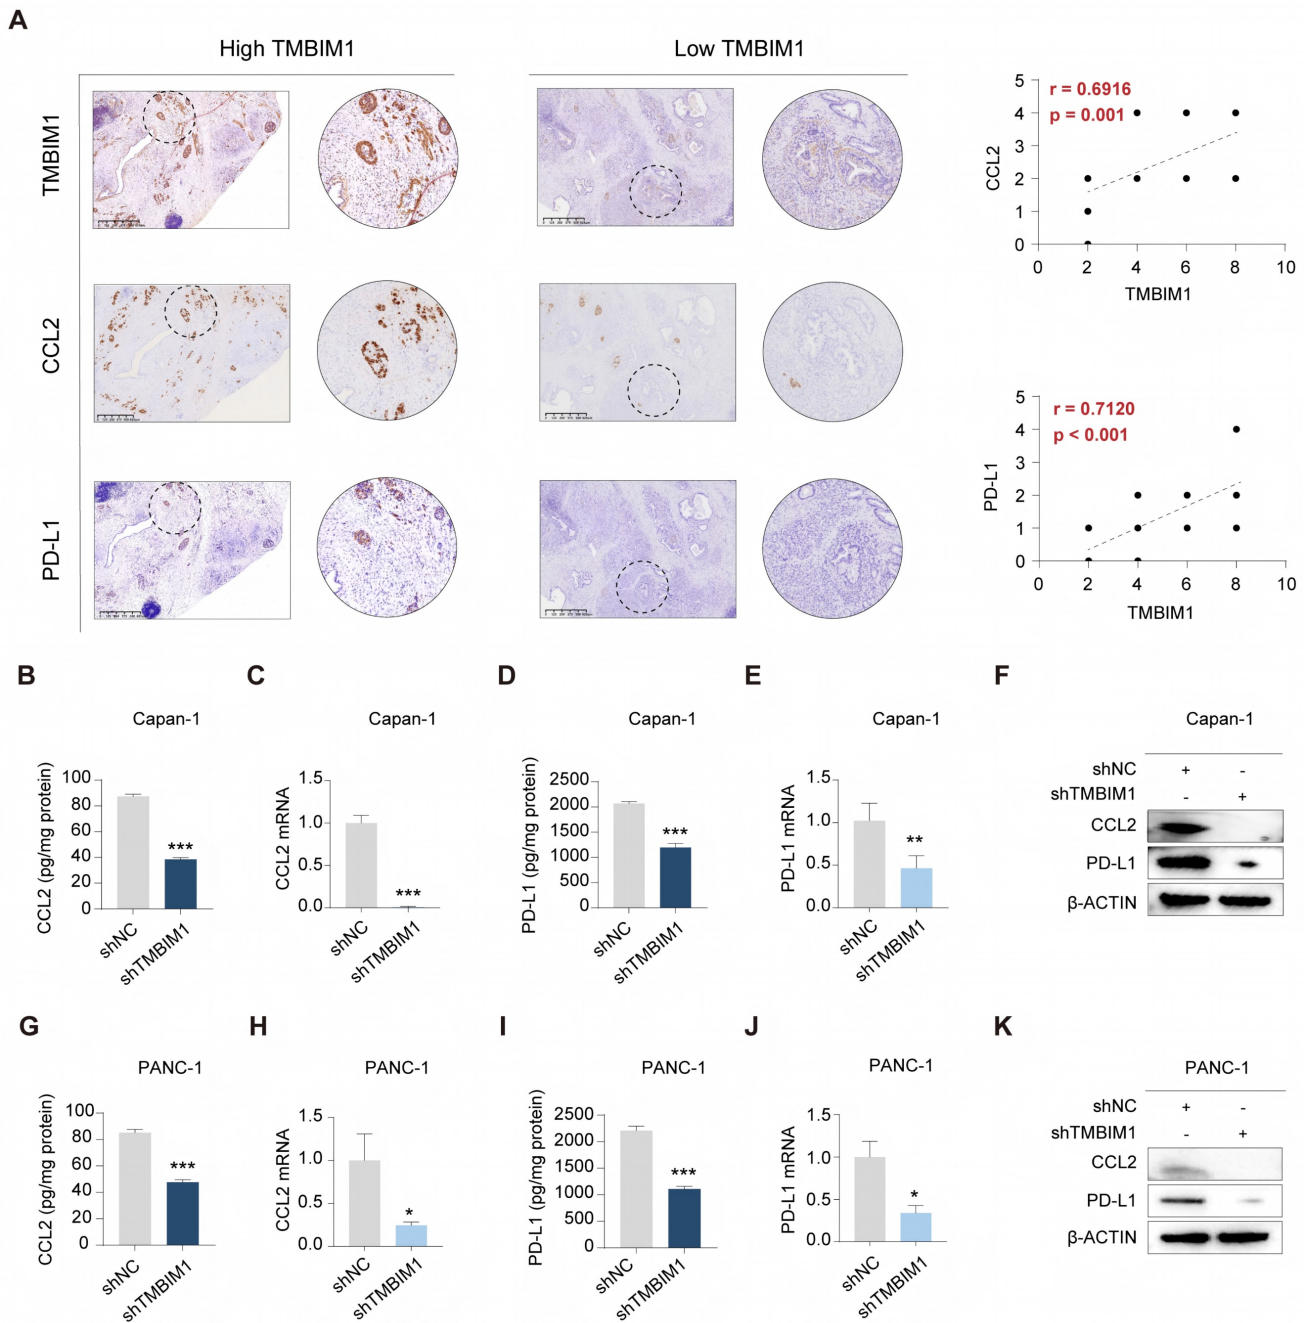 A
High TMBIM1
Low TMBIM1
TMBIM1
CCL2
PD-L1
r = 0.6916
p = 0.001
CCL2
5
4
3
2
1
0
0 2 4 6 8 10
TMBIM1
r = 0.7120
p < 0.001
PD-L1
5
4
3
2
1
0
0 2 4 6 8 10
TMBIM1
B
Capan-1
CCL2 (pg/mg protein)
100
80
60
40
20
0
***
shNC
shTMBIM1
C
Capan-1
CCL2 mRNA
1.5
1.0
0.5
0.0
***
shNC
shTMBIM1
D
Capan-1
PD-L1 (pg/mg protein)
2500
2000
1500
1000
500
0
***
shNC
shTMBIM1
E
Capan-1
PD-L1 mRNA
1.5
1.0
0.5
0.0
**
shNC
shTMBIM1
F
Capan-1
shNC + -
shTMBIM1 - +
CCL2
PD-L1
β-ACTIN
G
PANC-1
CCL2 (pg/mg protein)
100
80
60
40
20
0
***
shNC
shTMBIM1
H
PANC-1
CCL2 mRNA
1.5
1.0
0.5
0.0
*
shNC
shTMBIM1
I
PANC-1
PD-L1 (pg/mg protein)
2500
2000
1500
1000
500
0
***
shNC
shTMBIM1
J
PANC-1
PD-L1 mRNA
1.5
1.0
0.5
0.0
*
shNC
shTMBIM1
K
PANC-1
shNC + -
shTMBIM1 - +
CCL2
PD-L1
β-ACTIN